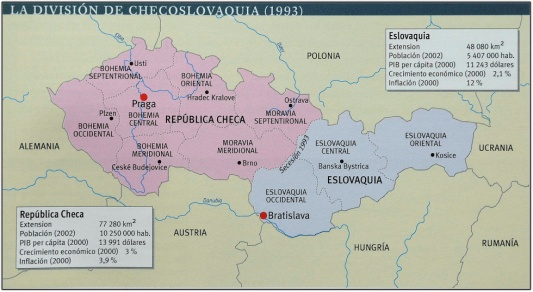 LA DIVISIÓN DE CHECOSLOVAQUIA (1993)
Eslovaquia
Extension 48 080 km²
Población (2002) 5 407 000 hab.
PIB per cápita (2000) 11 243 dólares
Crecimiento económico (2000) 2,1 %
Inflación (2000) 12 %
POLONIA
Usti
BOHEMIA
SEPTENTRIONAL
BOHEMIA
ORIENTAL
Hradec Kralove
Praga
Ostrava
Plzen
BOHEMIA
CENTRAL
REPÚBLICA CHECA
MORAVIA
SEPTENTRIONAL
BOHEMIA
OCCIDENTAL
ALEMANIA
BOHEMIA
MERIDIONAL
České Budejovice
MORAVIA
MERIDIONAL
Brno
Secesión 1993
ESLOVAQUIA
CENTRAL
Banska Bystrica
ESLOVAQUIA
ORIENTAL
Kosice
UCRANIA
ESLOVAQUIA
ESLOVAQUIA
OCCIDENTAL
Danubio
Bratislava
AUSTRIA
HUNGRÍA
RUMANÍA
República Checa
Extension 77 280 km²
Población (2002) 10 250 000 hab.
PIB per cápita (2000) 13 991 dólares
Crecimiento económico (2000) 3 %
Inflación (2000) 3,9 %